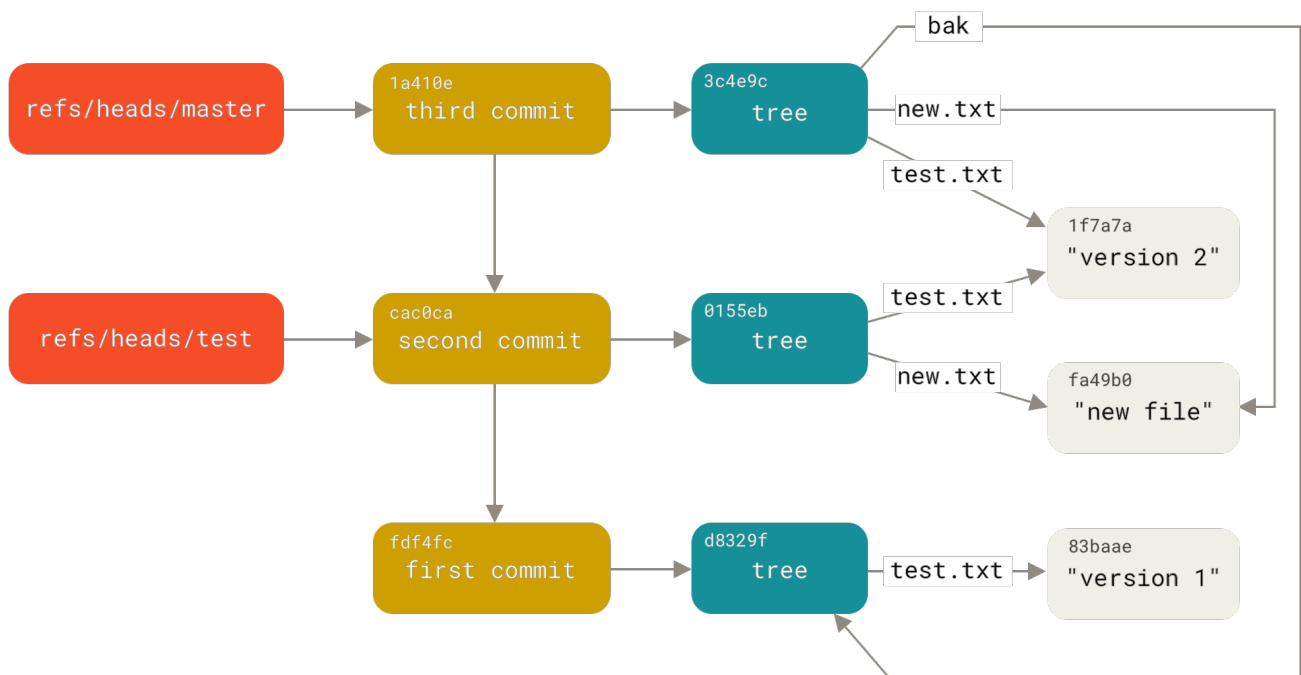 bak
refs/heads/master
1a410e
third commit
3c4e9c
tree
new.txt
test.txt
1f7a7a
"version 2"
refs/heads/test
cac0ca
second commit
0155eb
tree
test.txt
new.txt
fa49b0
"new file"
fdf4fc
first commit
d8329f
tree
test.txt
83baae
"version 1"